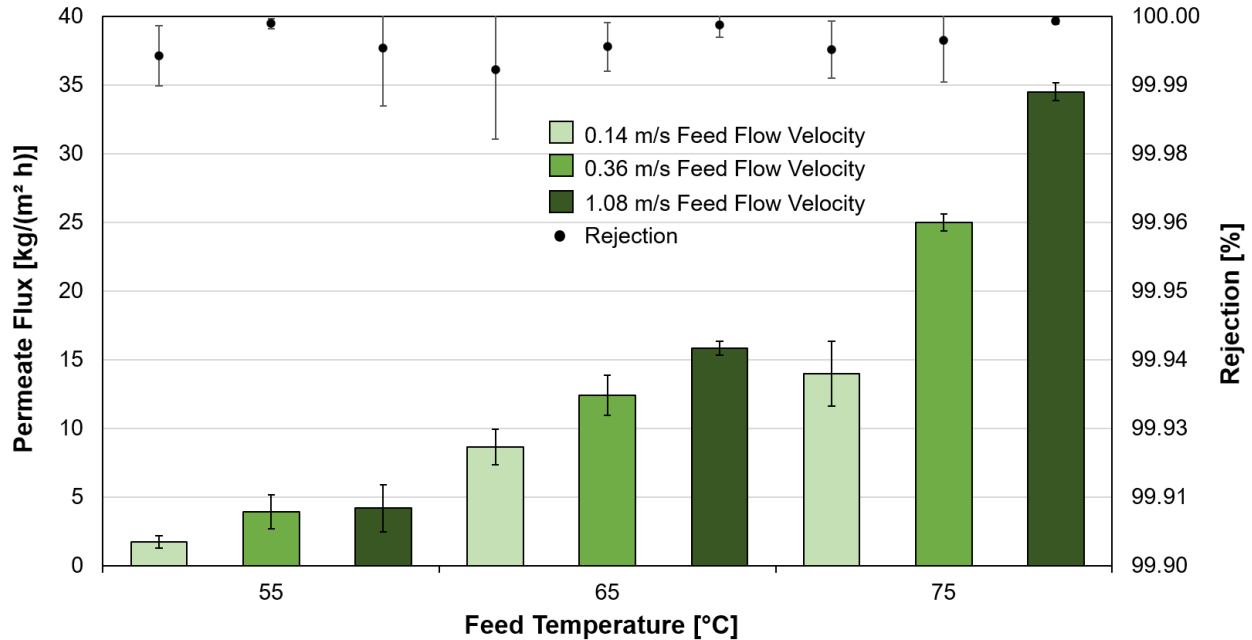 40
35
30
25
20
15
10
5
0
Permeate Flux [kg/(m² h)]
100.00
99.99
99.98
99.96
99.95
99.94
99.93
99.91
99.90
Rejection [%]
0.14 m/s Feed Flow Velocity
0.36 m/s Feed Flow Velocity
1.08 m/s Feed Flow Velocity
Rejection
55 65 75
Feed Temperature [°C]